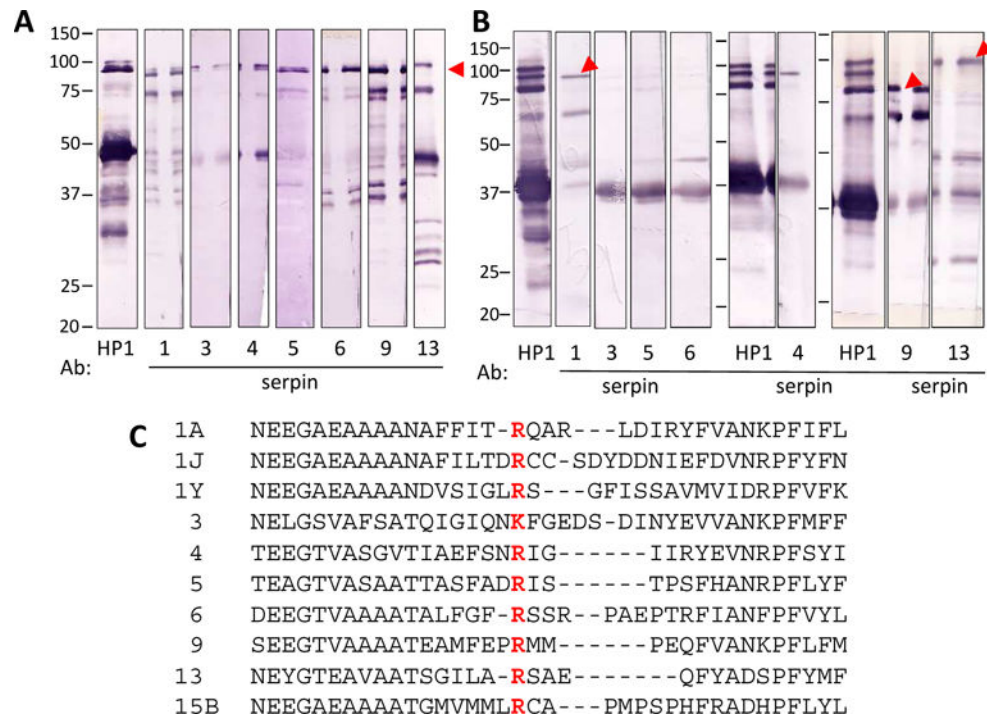 A
B
150
100
75
50
37
25
20
HP1 1 3 4 5 6 9 13
Ab:
serpin
150
100
75
50
37
25
20
HP1 1 3 5 6 HP1 4 HP1 9 13
Ab:
serpin serpin serpin
C
1A NEEGAEAAAANAFFIT-RQAR---LDIRYFVANKPFIFL
1J NEEGAEAAAANAFILTDRCC-SDYDDNIEFDVNRPFYFN
1Y NEEGAEAAAANDVSIGLRS---GFISSAVMVIDRPFVFK
3 NELGSVAFSATQIGIQNKFGEDS-DINYEVVANKPFMFF
4 TEEGTVASGVTIAEFSNRIG------IIRYEVNRPFSYI
5 TEAGTVASAATTASFADRIS------TPSFHANRPFLYF
6 DEEGTVAAAATALFGF-RSSR--PAEPTRFIANFPFVYL
9 SEEGTVAAAATEAMFEPRMM------PEQFVANKPFLFM
13 NEYGTEAVAATSGILA-RSAE-------QFYADSPFYMF
15B NEEGAEAAAATGMVMMLRCA---PMPSPHFRADHPFLYL